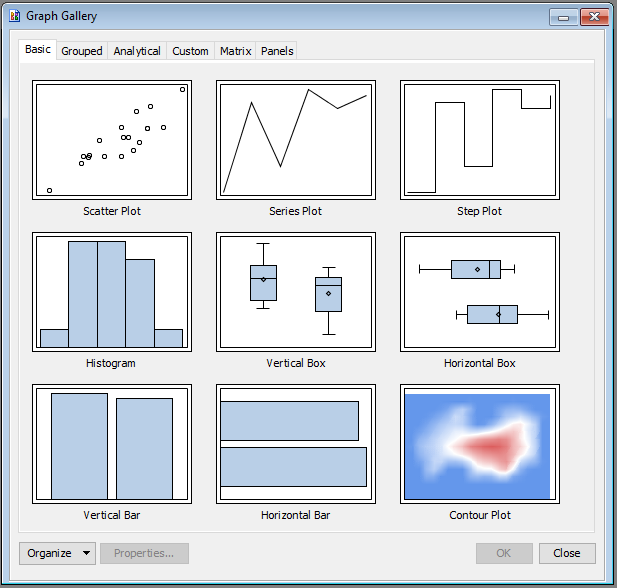 Graph Gallery
Basic Grouped Analytical Custom Matrix Panels
Scatter Plot Series Plot Step Plot
Histogram Vertical Box Horizontal Box
Vertical Bar Horizontal Bar Contour Plot
Organize Properties... OK Close